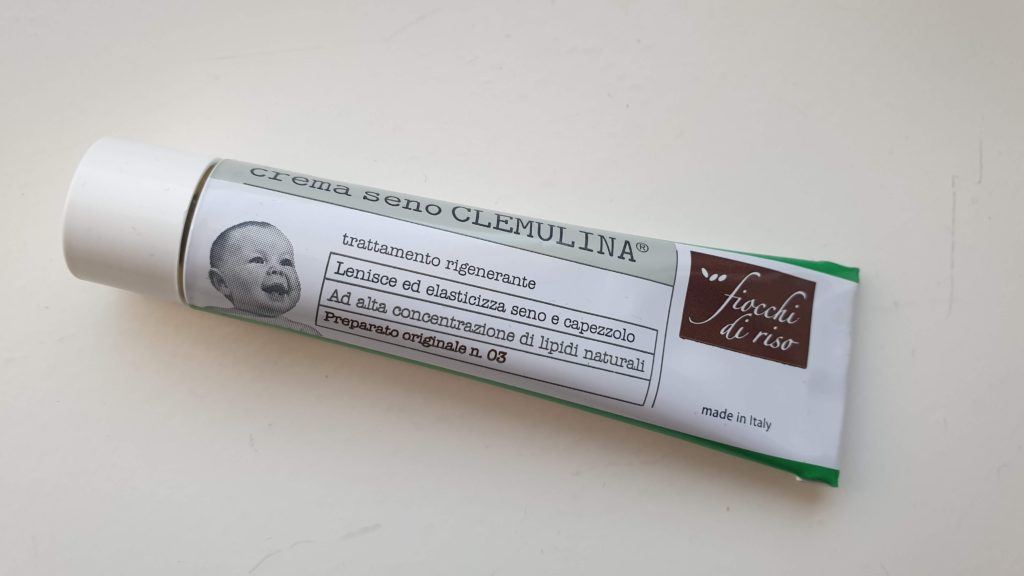 crema seno CLEMULINA®
trattamento rigenerante
Lenisce ed elasticizza seno e capezzolo
Ad alta concentrazione di lipidi naturali
Preparato originale n. 03
fiocchi
di riso
made in Italy